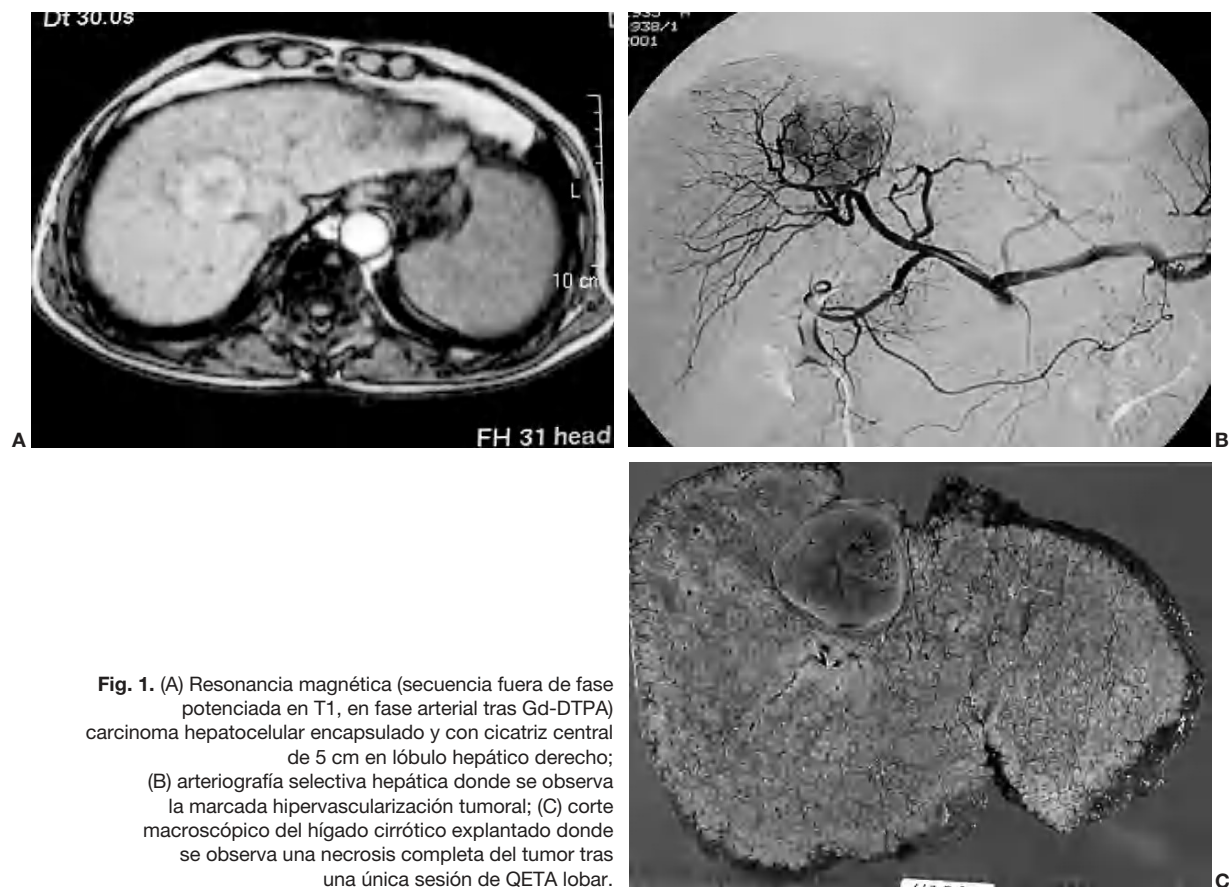 Dt 30.0s
938/1
2001
L
10 cm
FH 31 head
A
B
Fig. 1. (A) Resonancia magnética (secuencia fuera de fase
potenciada en T1, en fase arterial tras Gd-DTPA)
carcinoma hepatocelular encapsulado y con cicatriz central
de 5 cm en lóbulo hepático derecho;
(B) arteriografía selectiva hepática donde se observa
la marcada hipervascularización tumoral; (C) corte
macroscópico del hígado cirrótico explantado donde
se observa una necrosis completa del tumor tras
una única sesión de QETA lobar.
C